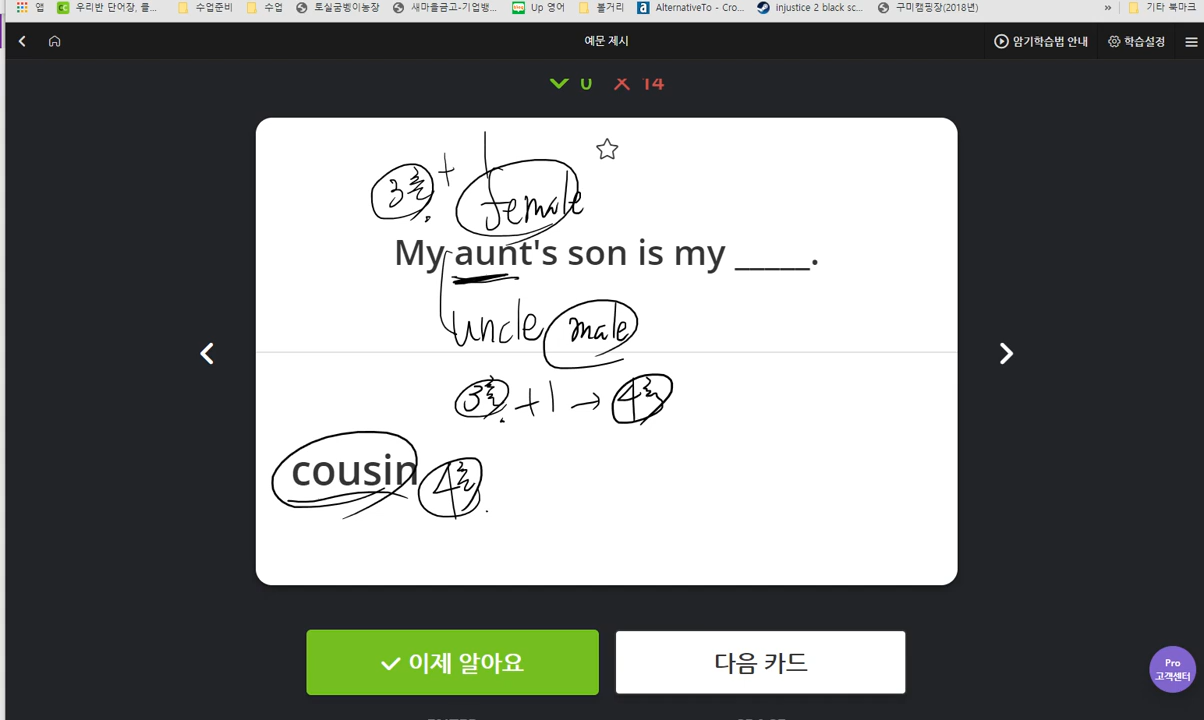 앱 우리반 단어장, 클... 수업준비 수업 토실굼벵이농장 새마을금고-기업뱅... Up 영어 볼거리 a AlternativeTo - Cro... injustice 2 black sc... 구미캠핑장(2018년) » 기타 북마크
예문 제시 암기학습법 안내 학습설정
0 14
3촌 + female
My aunt's son is my _____.
uncle male
3촌 + 1 → 4촌
cousin 4촌
이제 알아요 다음 카드
Pro
고객센터
ENTER SPACE